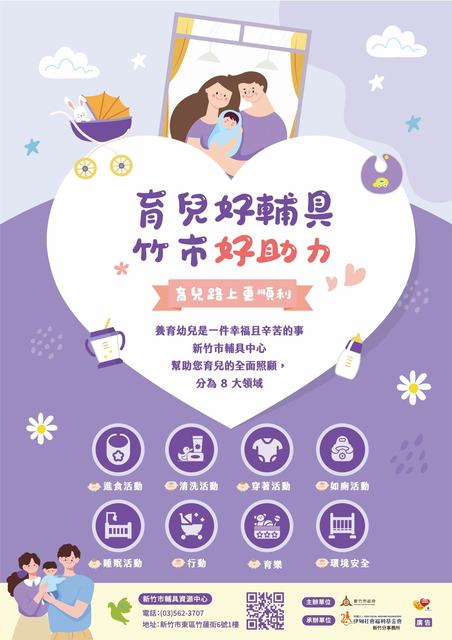 育兒好輔具
竹市好助力
育兒路上更順利
養育幼兒是一件幸福且辛苦的事
新竹市輔具中心
幫助您育兒的全面照顧，
分為 8 大領域
進食活動
清洗活動
穿著活動
如廁活動
睡眠活動
行動
育樂
環境安全
新竹市輔具資源中心
電話：(03)562-3707
地址：新竹市東區竹蓮街6號1樓
主辦單位
新竹市政府
承辦單位
伊甸社會福利基金會
新竹分事務所
廣告